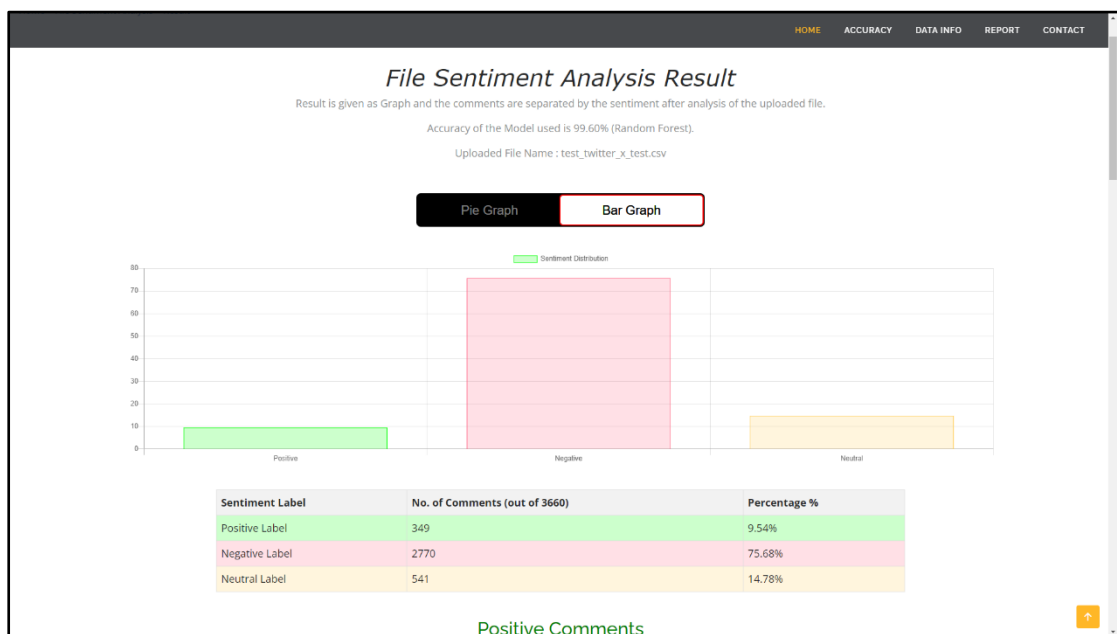 HOME ACCURACY DATA INFO REPORT CONTACT
File Sentiment Analysis Result
Result is given as Graph and the comments are separated by the sentiment after analysis of the uploaded file.
Accuracy of the Model used is 99.60% (Random Forest).
Uploaded File Name : test_twitter_x_test.csv
Pie Graph Bar Graph
Sentiment Distribution
80
70
60
50
40
30
20
10
0
Positive Negative Neutral
Sentiment Label No. of Comments (out of 3660) Percentage %
Positive Label 349 9.54%
Negative Label 2770 75.68%
Neutral Label 541 14.78%
Positive Comments